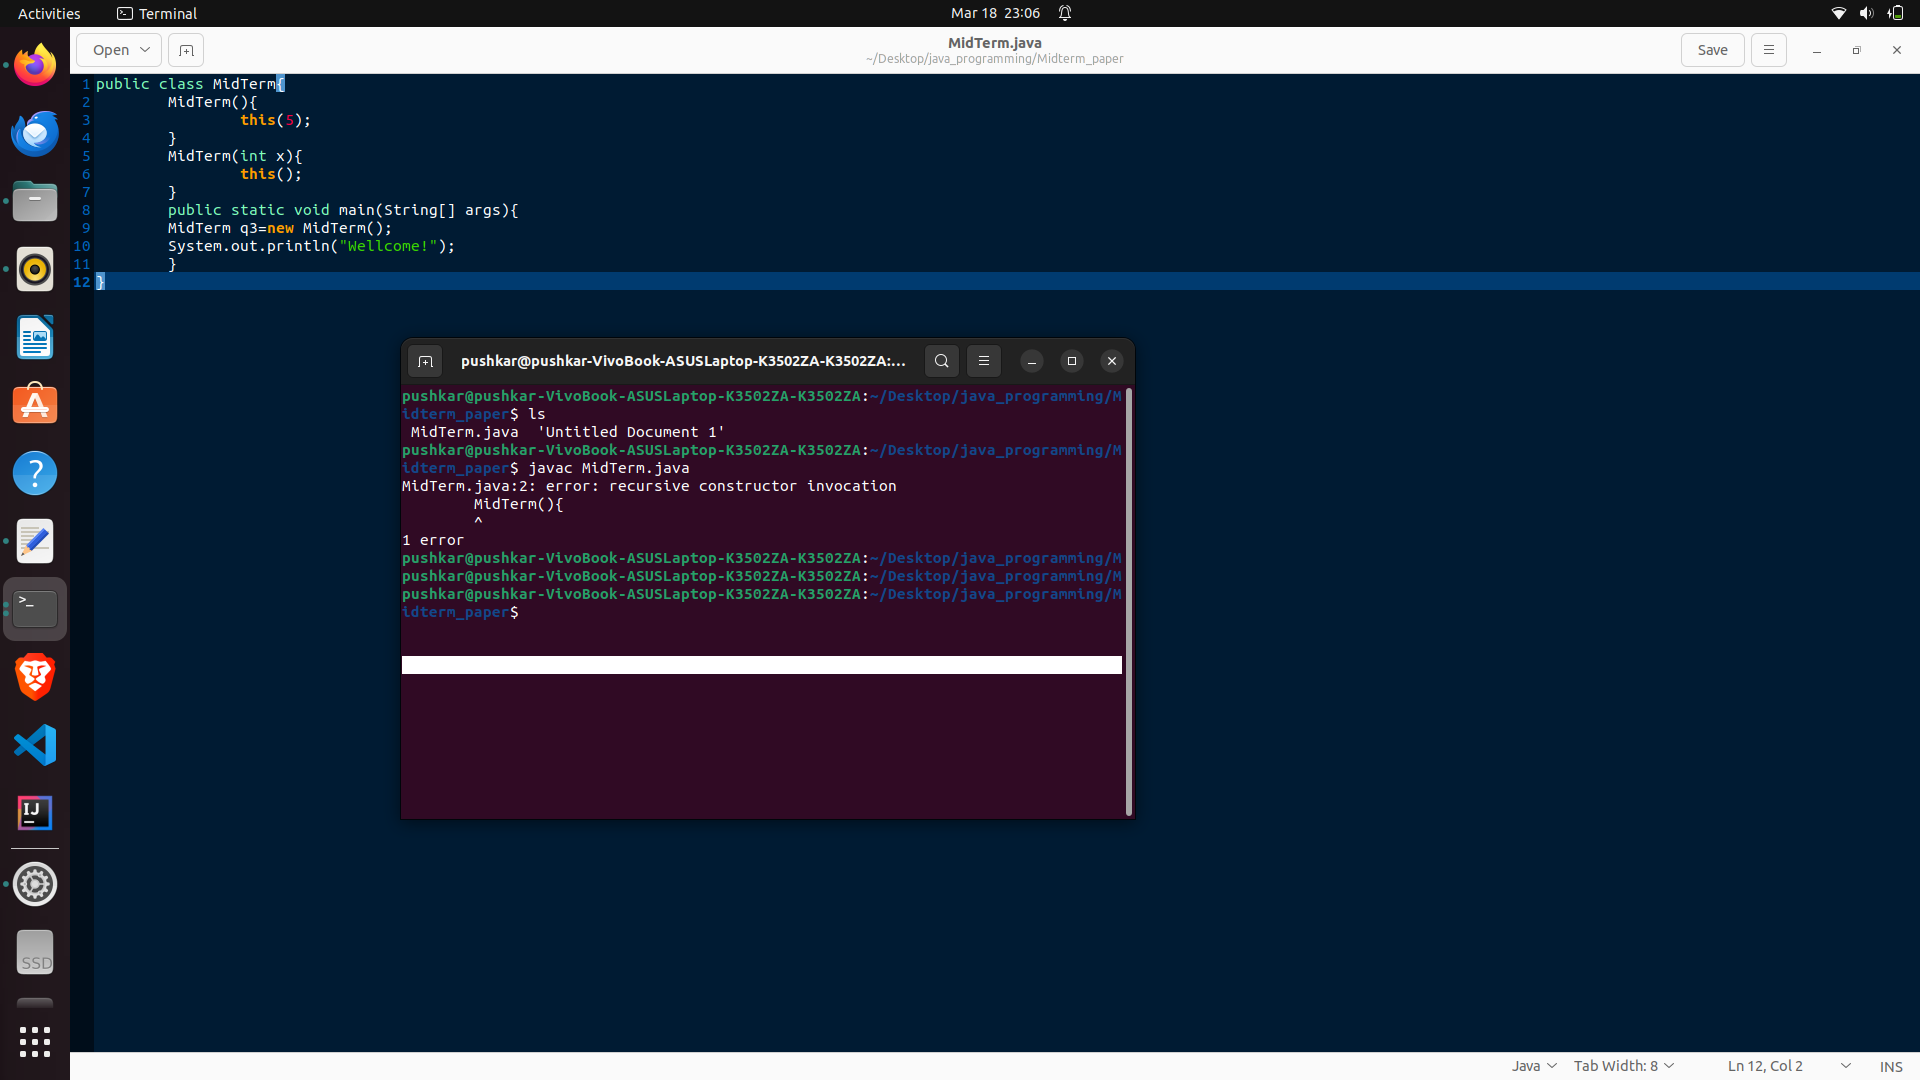 Activities
Terminal
Mar 18 23:06
Open
MidTerm.java
~/Desktop/java_programming/Midterm_paper
Save
1 public class MidTerm{
2 MidTerm(){
3 this(5);
4 }
5 MidTerm(int x){
6 this();
7 }
8 public static void main(String[] args){
9 MidTerm q3=new MidTerm();
10 System.out.println("Wellcome!");
11 }
12 }
pushkar@pushkar-VivoBook-ASUSLaptop-K3502ZA-K3502ZA:...
pushkar@pushkar-VivoBook-ASUSLaptop-K3502ZA-K3502ZA:~/Desktop/java_programming/M
idterm_paper$ ls
MidTerm.java 'Untitled Document 1'
pushkar@pushkar-VivoBook-ASUSLaptop-K3502ZA-K3502ZA:~/Desktop/java_programming/M
idterm_paper$ javac MidTerm.java
MidTerm.java:2: error: recursive constructor invocation
MidTerm(){
^
1 error
pushkar@pushkar-VivoBook-ASUSLaptop-K3502ZA-K3502ZA:~/Desktop/java_programming/M
pushkar@pushkar-VivoBook-ASUSLaptop-K3502ZA-K3502ZA:~/Desktop/java_programming/M
pushkar@pushkar-VivoBook-ASUSLaptop-K3502ZA-K3502ZA:~/Desktop/java_programming/M
idterm_paper$
IJ
SSD
Java
Tab Width: 8
Ln 12, Col 2
INS